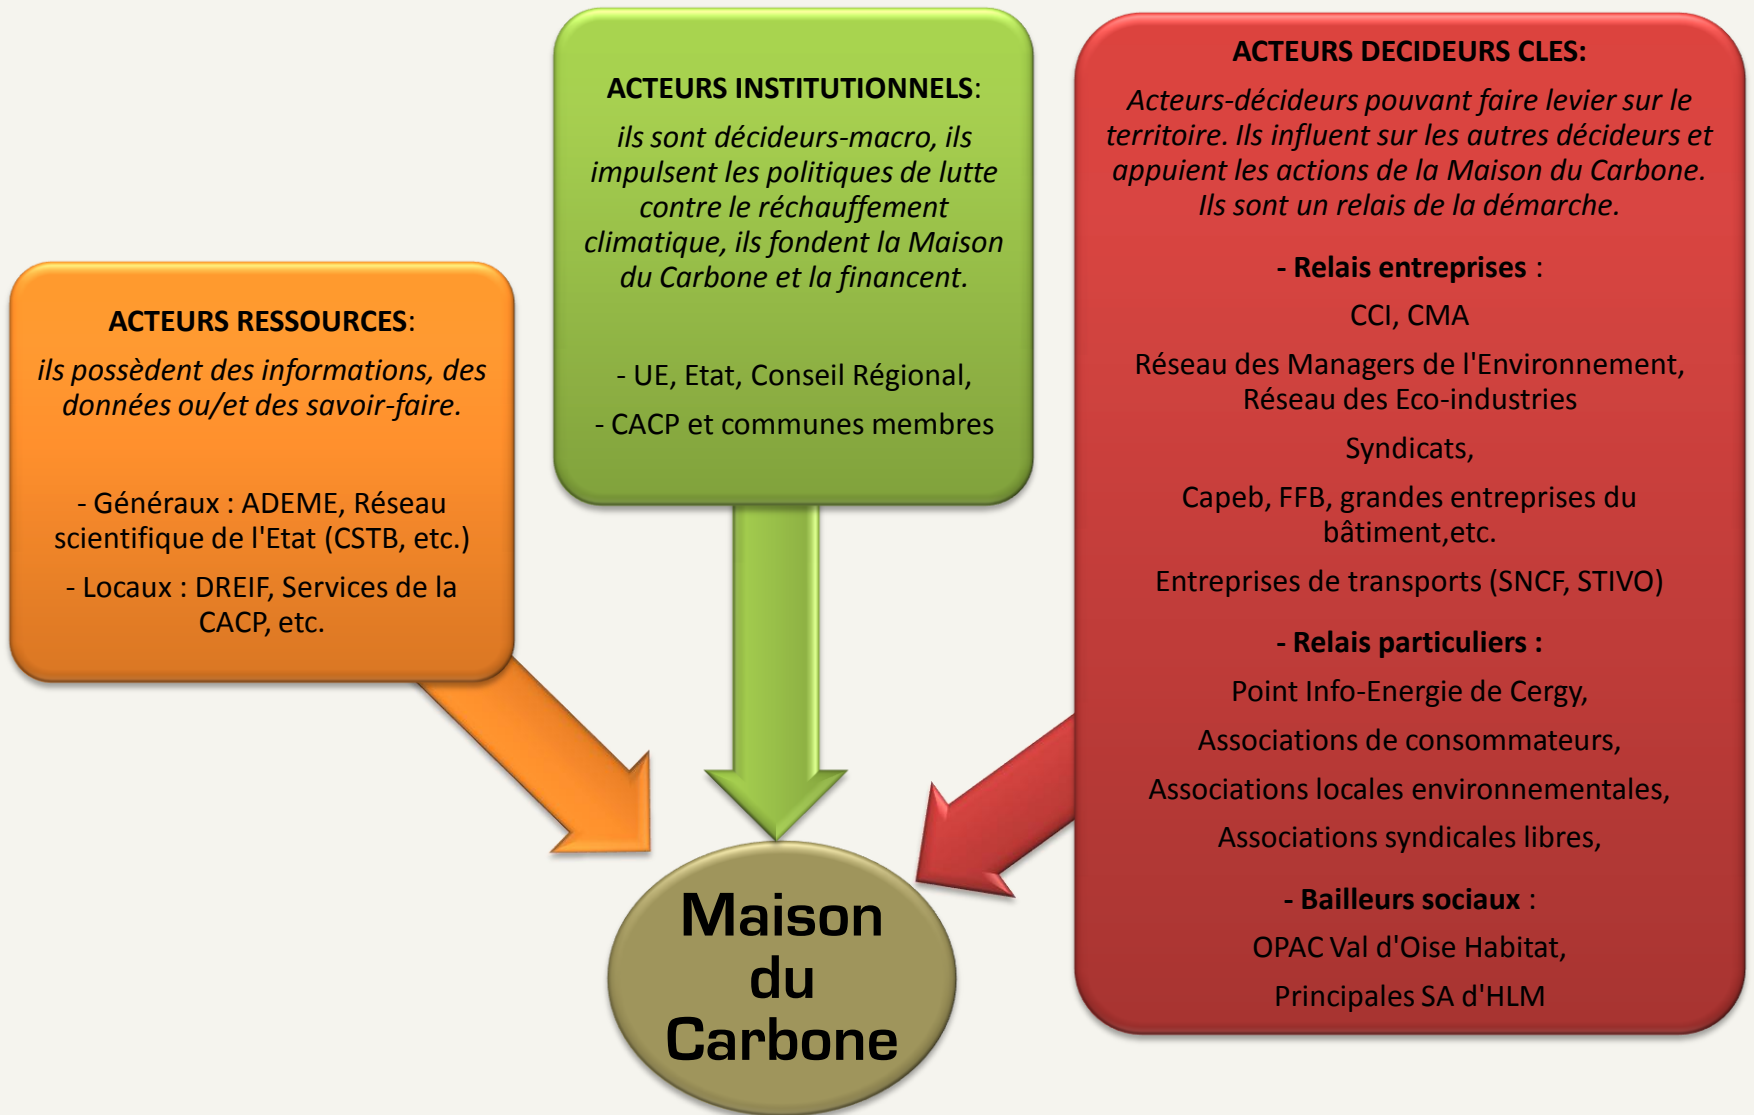 ACTEURS RESSOURCES:
ils possèdent des informations, des
données ou/et des savoir-faire.
- Généraux : ADEME, Réseau
scientifique de l'Etat (CSTB, etc.)
- Locaux : DREIF, Services de la
CACP, etc.
ACTEURS INSTITUTIONNELS:
ils sont décideurs-macro, ils
impulsent les politiques de lutte
contre le réchauffement
climatique, ils fondent la Maison
du Carbone et la financent.
- UE, Etat, Conseil Régional,
- CACP et communes membres
ACTEURS DECIDEURS CLES:
Acteurs-décideurs pouvant faire levier sur le
territoire. Ils influent sur les autres décideurs et
appuient les actions de la Maison du Carbone.
Ils sont un relais de la démarche.
- Relais entreprises :
CCI, CMA
Réseau des Managers de l'Environnement,
Réseau des Eco-industries
Syndicats,
Capeb, FFB, grandes entreprises du
bâtiment,etc.
Entreprises de transports (SNCF, STIVO)
- Relais particuliers :
Point Info-Energie de Cergy,
Associations de consommateurs,
Associations locales environnementales,
Associations syndicales libres,
- Bailleurs sociaux :
OPAC Val d'Oise Habitat,
Principales SA d'HLM
Maison
du
Carbone